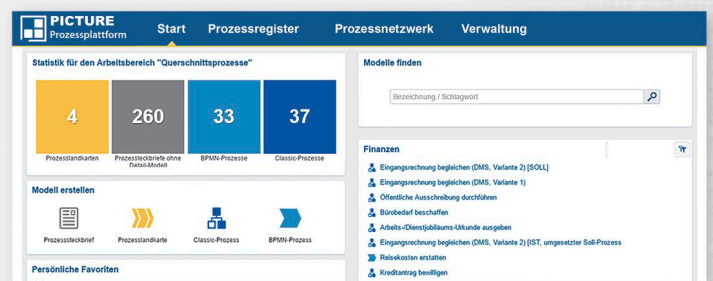 PICTURE
Prozessplattform
Start
Prozessregister
Prozessnetzwerk
Verwaltung
Statistik für den Arbeitsbereich "Querschnittsprozesse"
4
260
33
37
Prozesslandkarten
Prozessteckbriefe ohne
Detail-Modell
BPMN-Prozesse
Classic-Prozesse
Modell erstellen
Prozesssteckbrief
Prozesslandkarte
Classic-Prozess
BPMN-Prozess
Persönliche Favoriten
Modelle finden
Bezeichnung / Schlagwort
Finanzen
Eingangsrechnung begleichen (DMS, Variante 2) [SOLL]
Eingangsrechnung begleichen (DMS, Variante 1)
Öffentliche Ausschreibung durchführen
Bürobedarf beschaffen
Arbeits-/Dienstjubiläums-Urkunde ausgeben
Eingangsrechnung begleichen (DMS, Variante 2) [IST, umgesetzter Soll-Prozess
Reisekosten erstatten
Kreditantrag bewilligen